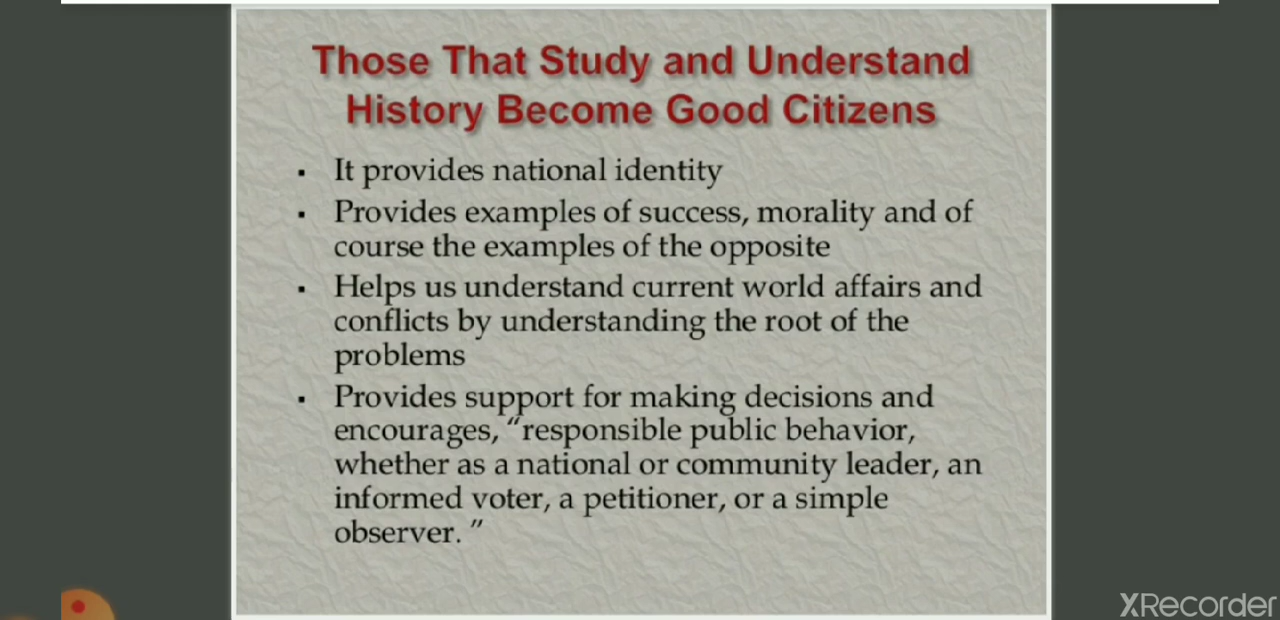 Those That Study and Understand
History Become Good Citizens
▪ It provides national identity
▪ Provides examples of success, morality and of
course the examples of the opposite
▪ Helps us understand current world affairs and
conflicts by understanding the root of the
problems
▪ Provides support for making decisions and
encourages, “responsible public behavior,
whether as a national or community leader, an
informed voter, a petitioner, or a simple
observer. ”
XRecorder